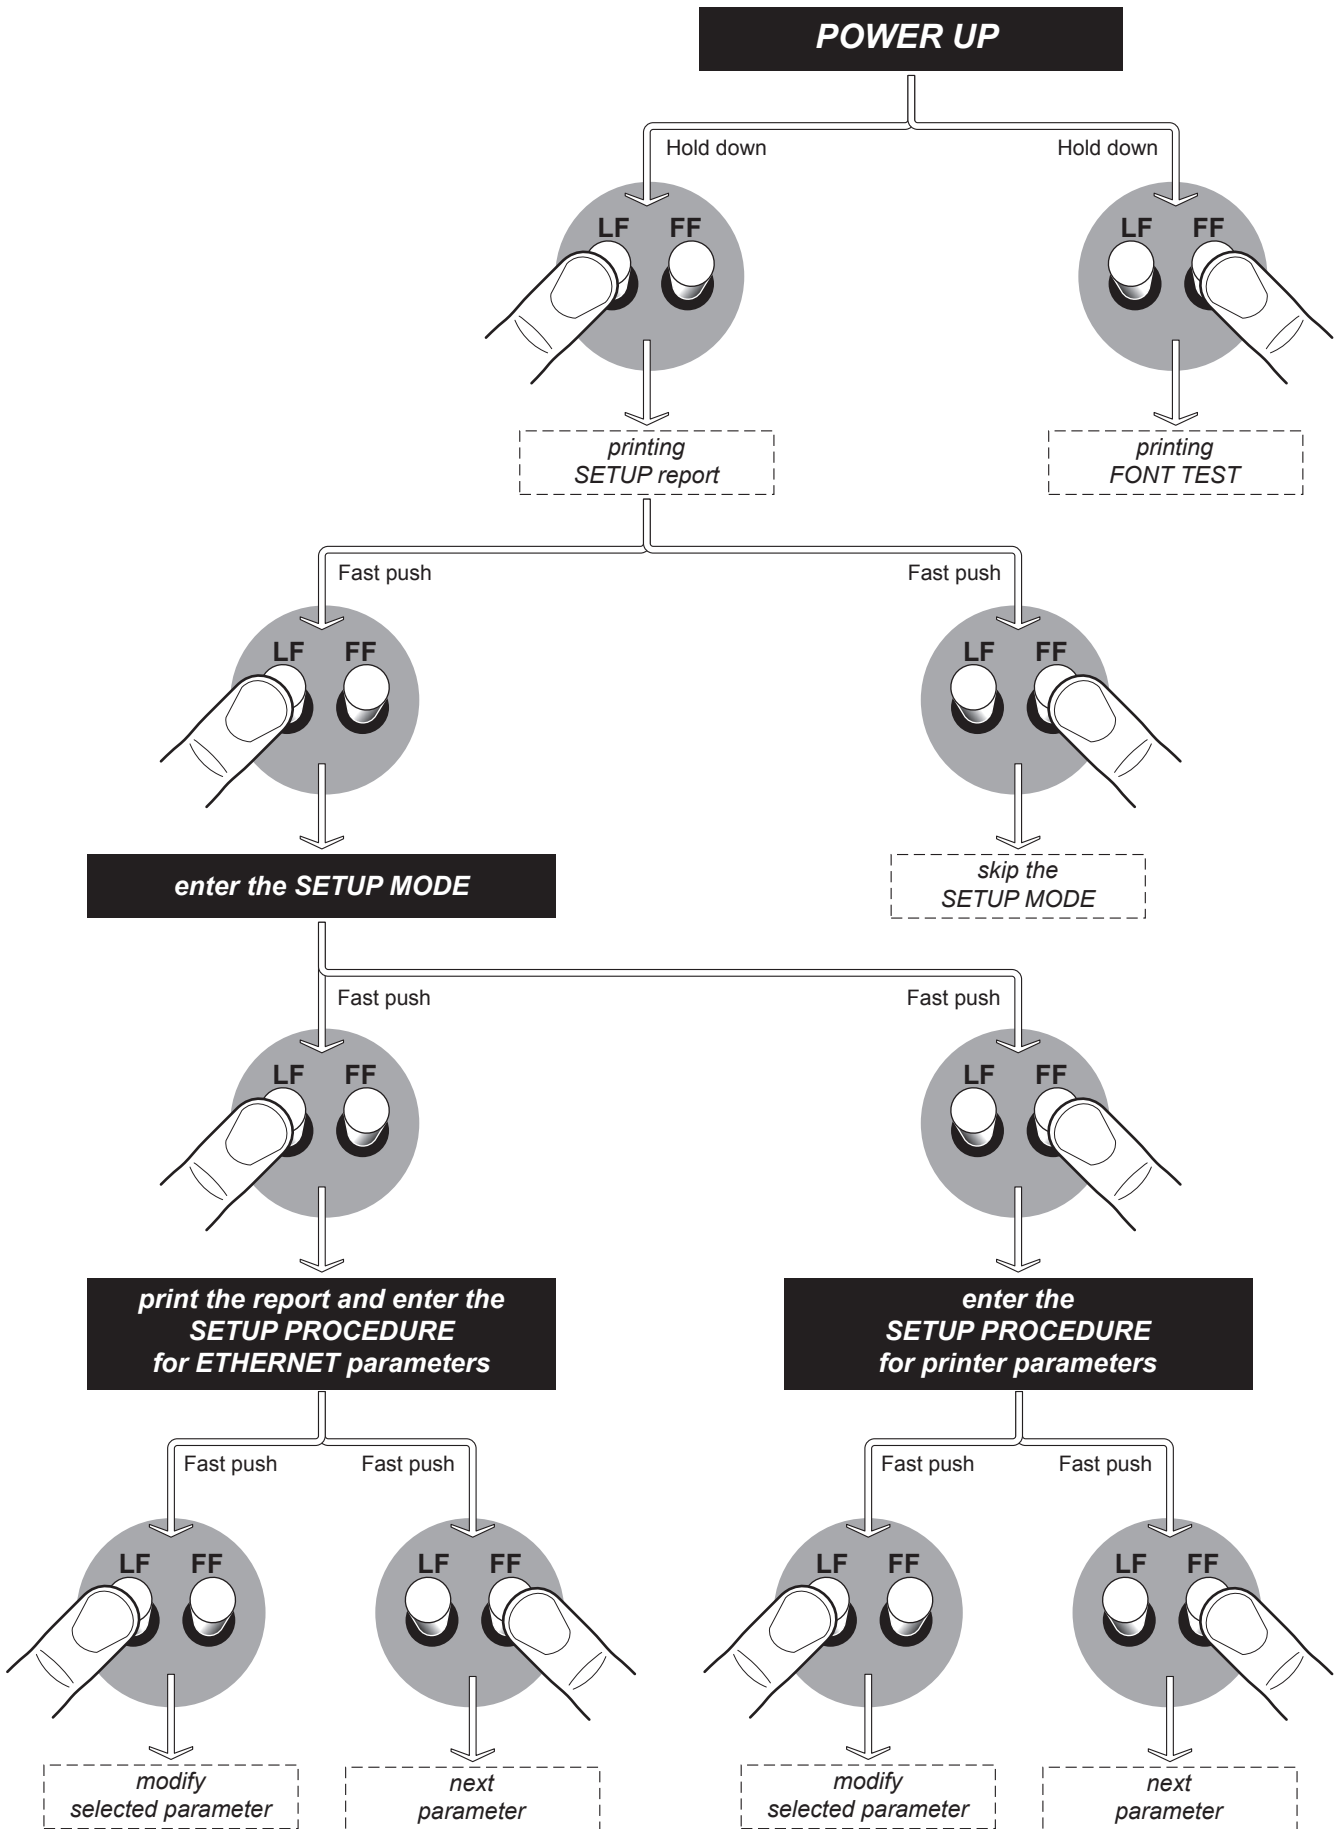 POWER UP
Hold down
Hold down
LF FF
LF FF
printing
SETUP report
printing
FONT TEST
Fast push
Fast push
LF FF
LF FF
enter the SETUP MODE
skip the
SETUP MODE
Fast push
Fast push
LF FF
LF FF
print the report and enter the
SETUP PROCEDURE
for ETHERNET parameters
enter the
SETUP PROCEDURE
for printer parameters
Fast push
Fast push
Fast push
Fast push
LF FF
LF FF
LF FF
LF FF
modify
selected parameter
next
parameter
modify
selected parameter
next
parameter